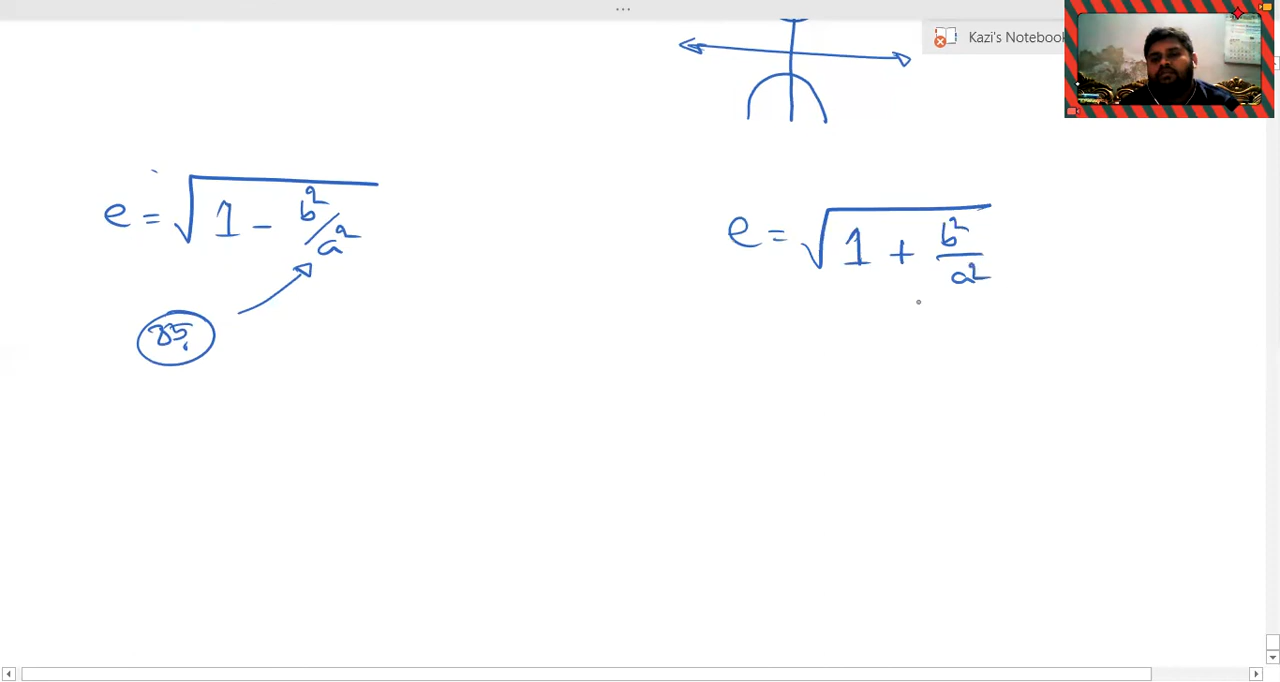 Kazi's Notebook
e = √(1 - b²/a²)
e = √(1 + b²/a²)